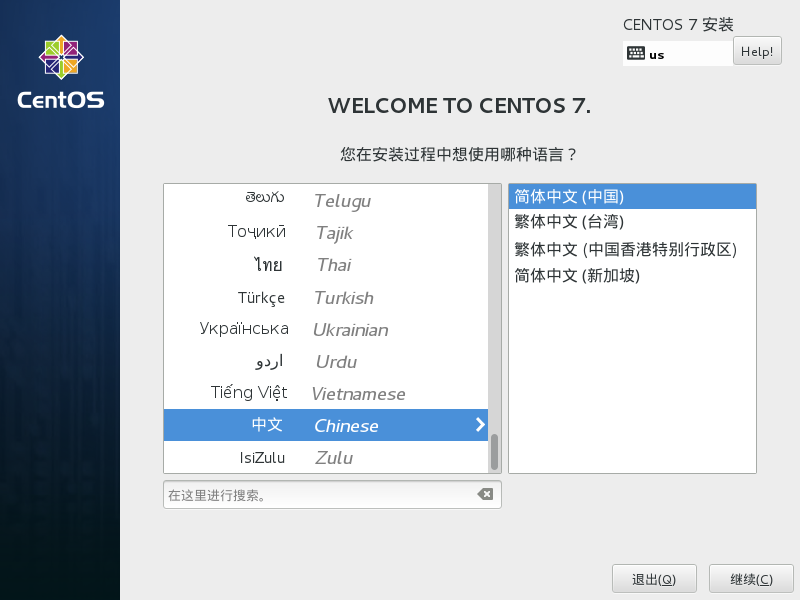 CentOS
CENTOS 7 安装
us
Help!
WELCOME TO CENTOS 7.
您在安装过程中想使用哪种语言？
తెలుగు Telugu
Тоҷикӣ Tajik
ไทย Thai
Türkçe Turkish
Українська Ukrainian
اردو Urdu
Tiếng Việt Vietnamese
中文 Chinese
IsiZulu Zulu
简体中文 (中国)
繁体中文 (台湾)
繁体中文 (中国香港特别行政区)
简体中文 (新加坡)
在这里进行搜索。
退出(Q)
继续(C)